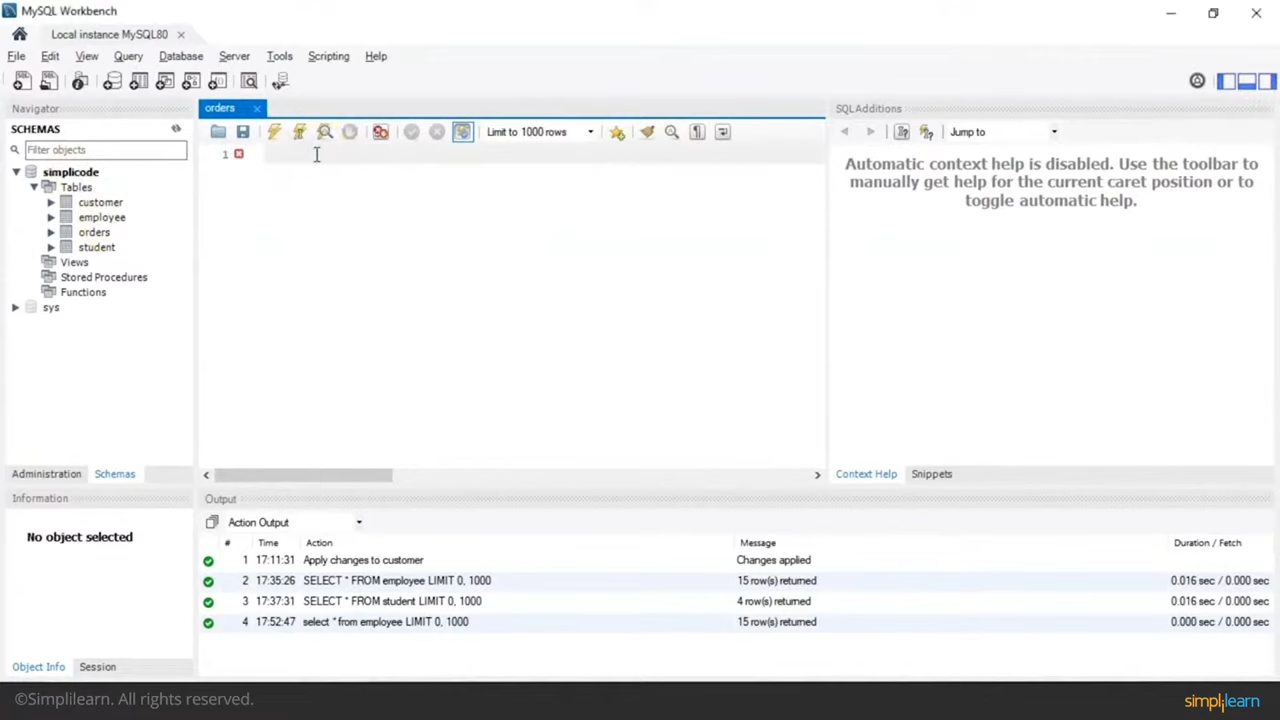 MySQL Workbench
Local instance MySQL80
File Edit View Query Database Server Tools Scripting Help
Navigator
SCHEMAS
Filter objects
simplicode
Tables
customer
employee
orders
student
Views
Stored Procedures
Functions
sys
Administration Schemas
Information
No object selected
Object Info Session
orders
Limit to 1000 rows
1
SQLAdditions
Jump to
Automatic context help is disabled. Use the toolbar to
manually get help for the current caret position or to
toggle automatic help.
Context Help Snippets
Output
Action Output
# Time Action Message Duration / Fetch
1 17:11:31 Apply changes to customer Changes applied
2 17:35:26 SELECT * FROM employee LIMIT 0, 1000 15 row(s) returned 0.016 sec / 0.000 sec
3 17:37:31 SELECT * FROM student LIMIT 0, 1000 4 row(s) returned 0.016 sec / 0.000 sec
4 17:52:47 select * from employee LIMIT 0, 1000 15 row(s) returned 0.000 sec / 0.000 sec
©Simplilearn. All rights reserved.
simplilearn